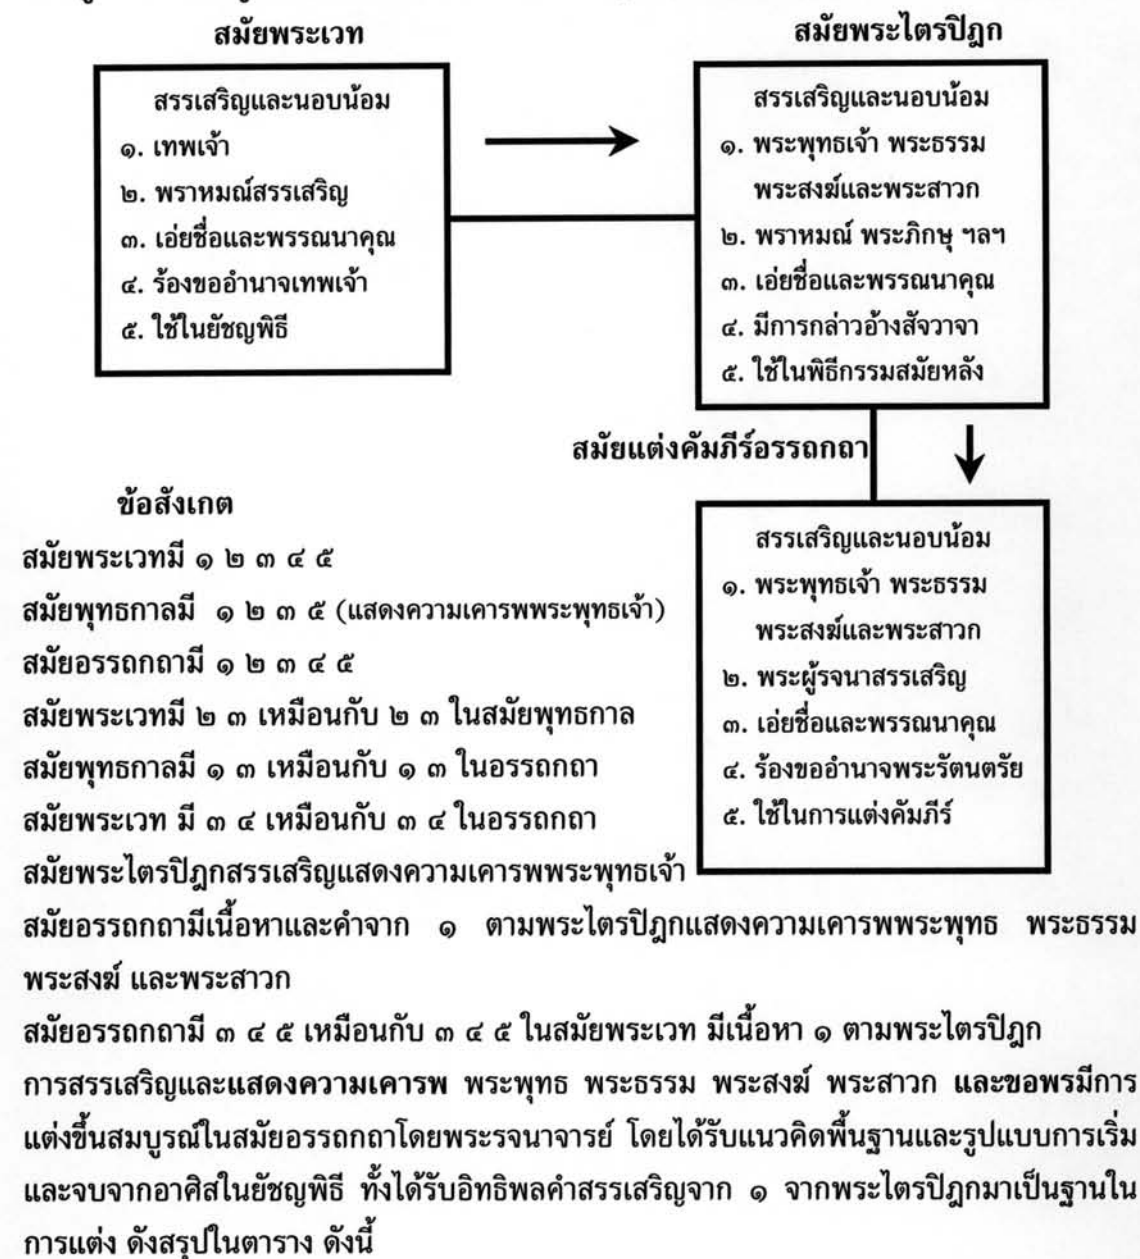 สมัยพระเวท
สรรเสริญและนอบน้อม
๑. เทพเจ้า
๒. พราหมณ์สรรเสริญ
๓. เอ่ยชื่อและพรรณนาคุณ
๔. ร้องขออำนาจเทพเจ้า
๕. ใช้ในยัชญพิธี
สมัยพระไตรปิฎก
สรรเสริญและนอบน้อม
๑. พระพุทธเจ้า พระธรรม
พระสงฆ์และพระสาวก
๒. พราหมณ์ พระภิกษุ ฯลฯ
๓. เอ่ยชื่อและพรรณนาคุณ
๔. มีการกล่าวอ้างสัจวาจา
๕. ใช้ในพิธีกรรมสมัยหลัง
สมัยแต่งคัมภีร์อรรถกถา
สรรเสริญและนอบน้อม
๑. พระพุทธเจ้า พระธรรม
พระสงฆ์และพระสาวก
๒. พระผู้รจนาสรรเสริญ
๓. เอ่ยชื่อและพรรณนาคุณ
๔. ร้องขออำนาจพระรัตนตรัย
๕. ใช้ในการแต่งคัมภีร์
ข้อสังเกต
สมัยพระเวทมี ๑ ๒ ๓ ๔ ๕
สมัยพุทธกาลมี ๑ ๒ ๓ ๕ (แสดงความเคารพพระพุทธเจ้า)
สมัยอรรถกถามี ๑ ๒ ๓ ๔ ๕
สมัยพระเวทมี ๒ ๓ เหมือนกับ ๒ ๓ ในสมัยพุทธกาล
สมัยพุทธกาลมี ๑ ๓ เหมือนกับ ๑ ๓ ในอรรถกถา
สมัยพระเวท มี ๓ ๔ เหมือนกับ ๓ ๔ ในอรรถกถา
สมัยพระไตรปิฎกสรรเสริญแสดงความเคารพพระพุทธเจ้า
สมัยอรรถกถามีเนื้อหาและคำจาก ๑ ตามพระไตรปิฎกแสดงความเคารพพระพุทธ พระธรรม
พระสงฆ์ และพระสาวก
สมัยอรรถกถามี ๓ ๔ ๕ เหมือนกับ ๓ ๔ ๕ ในสมัยพระเวท มีเนื้อหา ๑ ตามพระไตรปิฎก
การสรรเสริญและแสดงความเคารพ พระพุทธ พระธรรม พระสงฆ์ พระสาวก และขอพรมีการ
แต่งขึ้นสมบูรณ์ในสมัยอรรถกถาโดยพระรจนาจารย์ โดยได้รับแนวคิดพื้นฐานและรูปแบบการเริ่ม
และจบจากอาศิสในยัชญพิธี ทั้งได้รับอิทธิพลคำสรรเสริญจาก ๑ จากพระไตรปิฎกมาเป็นฐานใน
การแต่ง ดังสรุปในตาราง ดังนี้